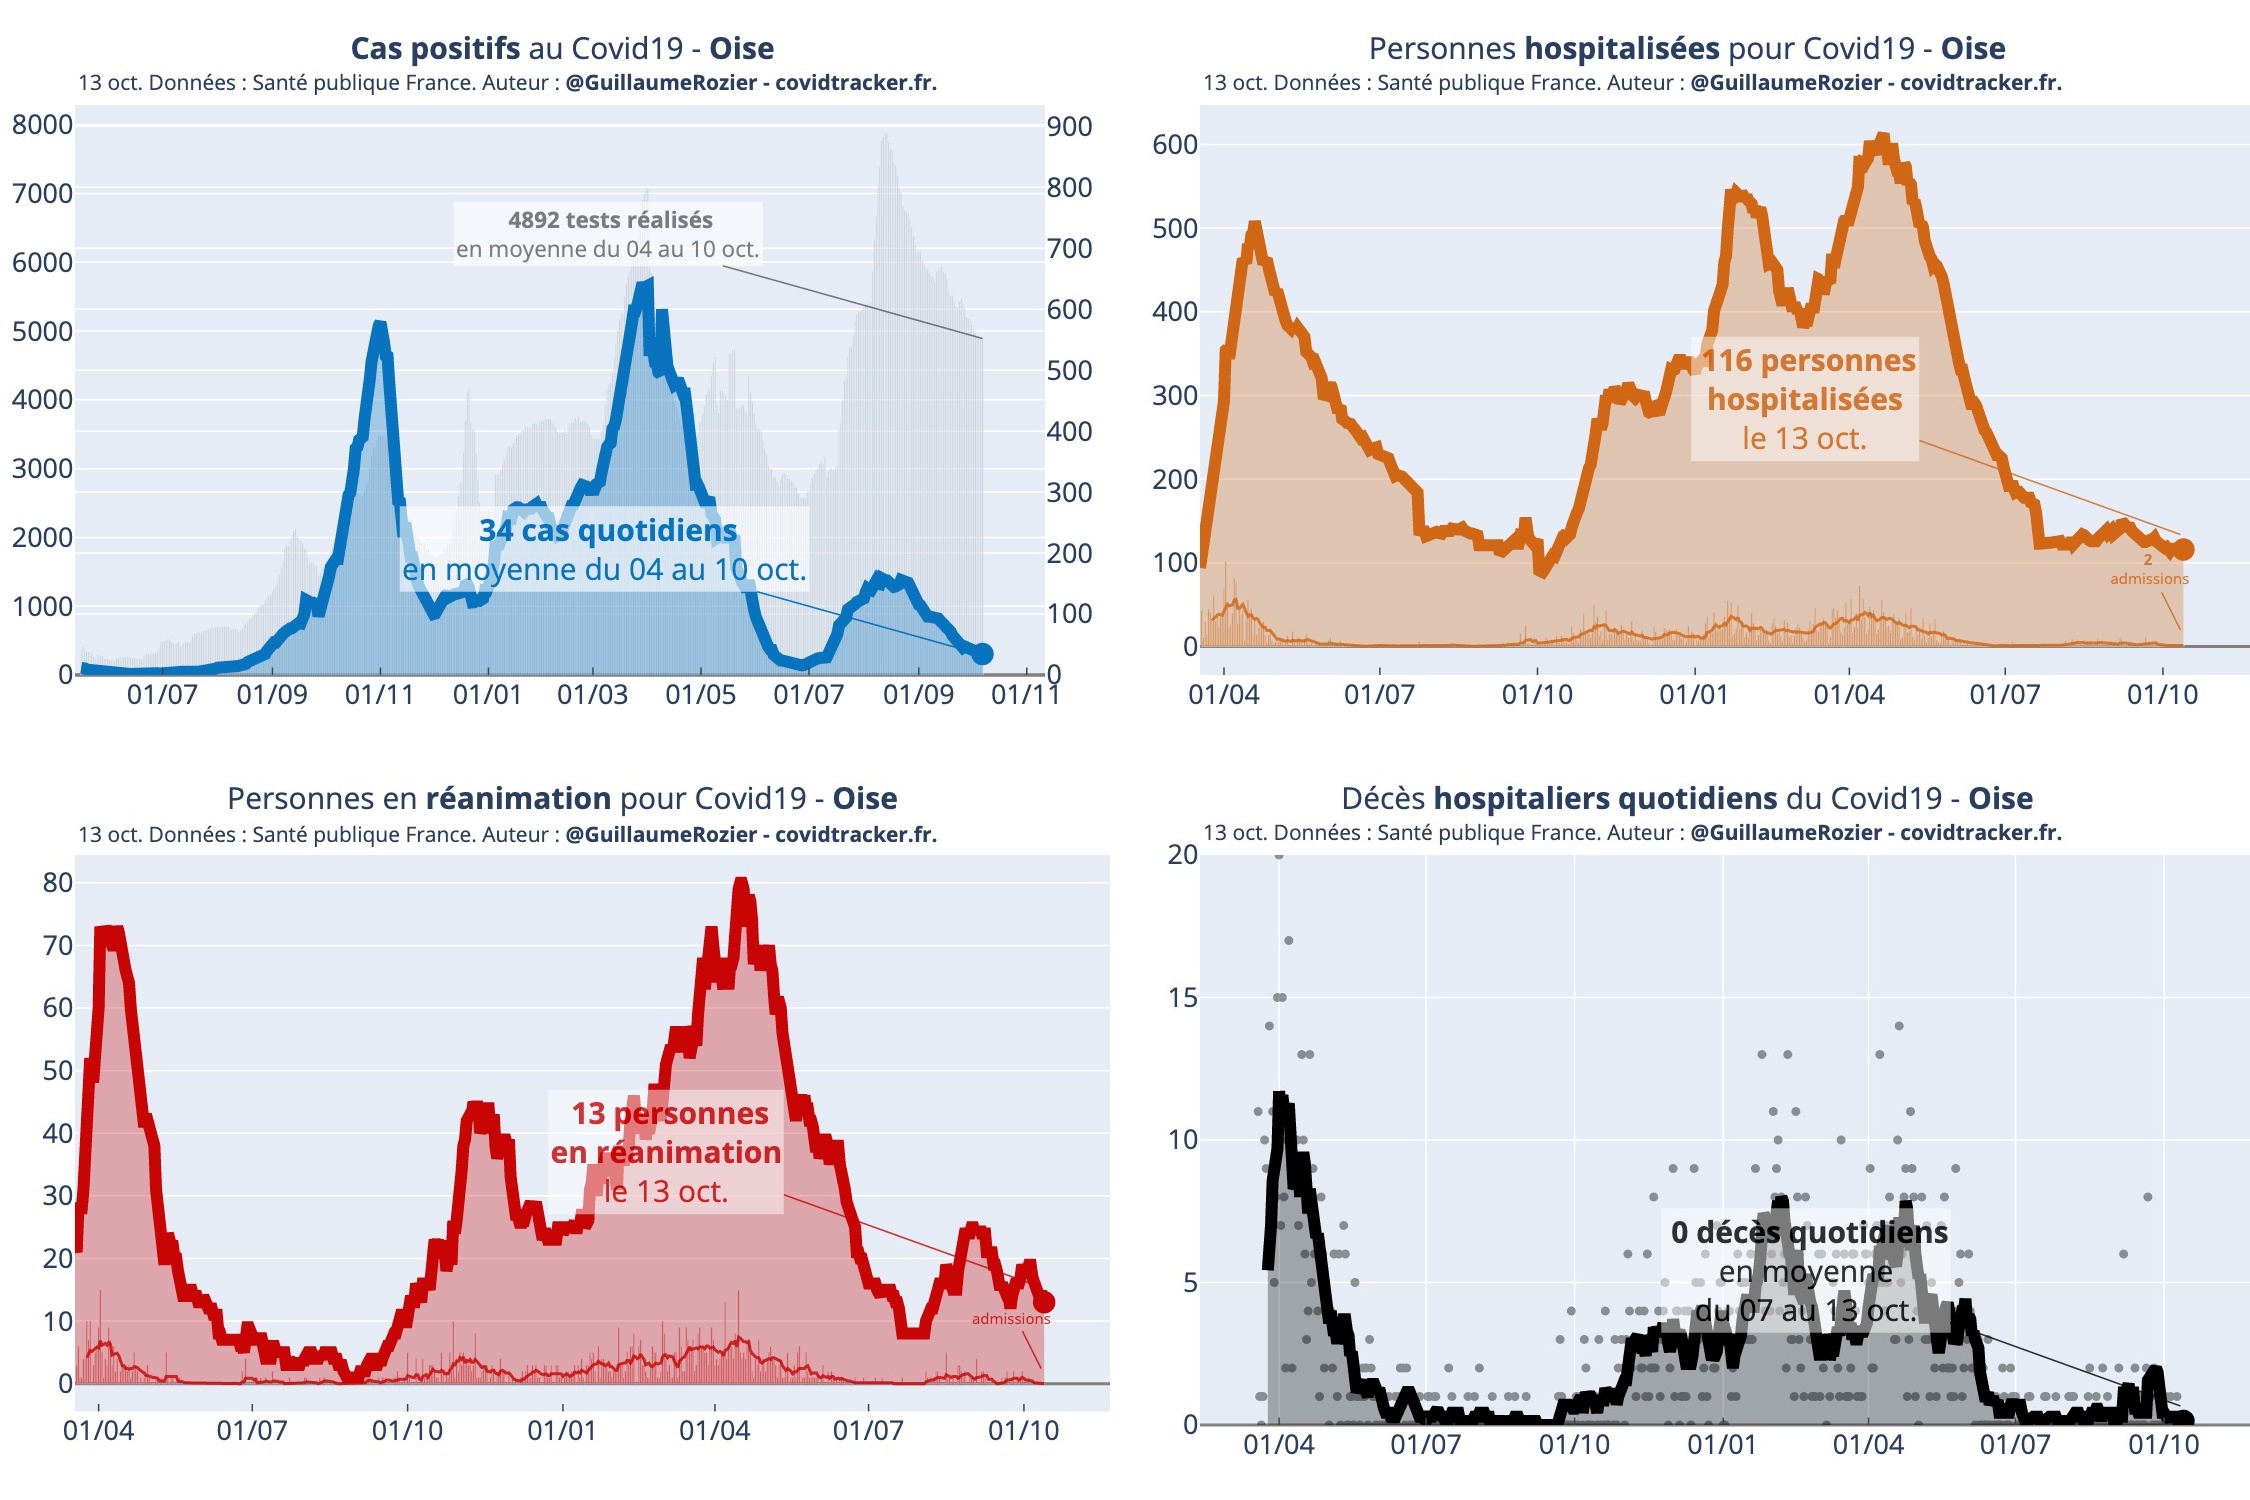 Cas positifs au Covid19 - Oise
13 oct. Données : Santé publique France. Auteur : @GuillaumeRozier - covidtracker.fr.
8000
7000
6000
5000
4000
3000
2000
1000
0
900
800
700
600
500
400
300
200
100
0
4892 tests réalisés
en moyenne du 04 au 10 oct.
34 cas quotidiens
en moyenne du 04 au 10 oct.
01/07 01/09 01/11 01/01 01/03 01/05 01/07 01/09 01/11
Personnes hospitalisées pour Covid19 - Oise
13 oct. Données : Santé publique France. Auteur : @GuillaumeRozier - covidtracker.fr.
600
500
400
300
200
100
0
116 personnes
hospitalisées
le 13 oct.
2
admissions
01/04 01/07 01/10 01/01 01/04 01/07 01/10
Personnes en réanimation pour Covid19 - Oise
13 oct. Données : Santé publique France. Auteur : @GuillaumeRozier - covidtracker.fr.
80
70
60
50
40
30
20
10
0
13 personnes
en réanimation
le 13 oct.
admissions
01/04 01/07 01/10 01/01 01/04 01/07 01/10
Décès hospitaliers quotidiens du Covid19 - Oise
13 oct. Données : Santé publique France. Auteur : @GuillaumeRozier - covidtracker.fr.
20
15
10
5
0
0 décès quotidiens
en moyenne
du 07 au 13 oct.
01/04 01/07 01/10 01/01 01/04 01/07 01/10